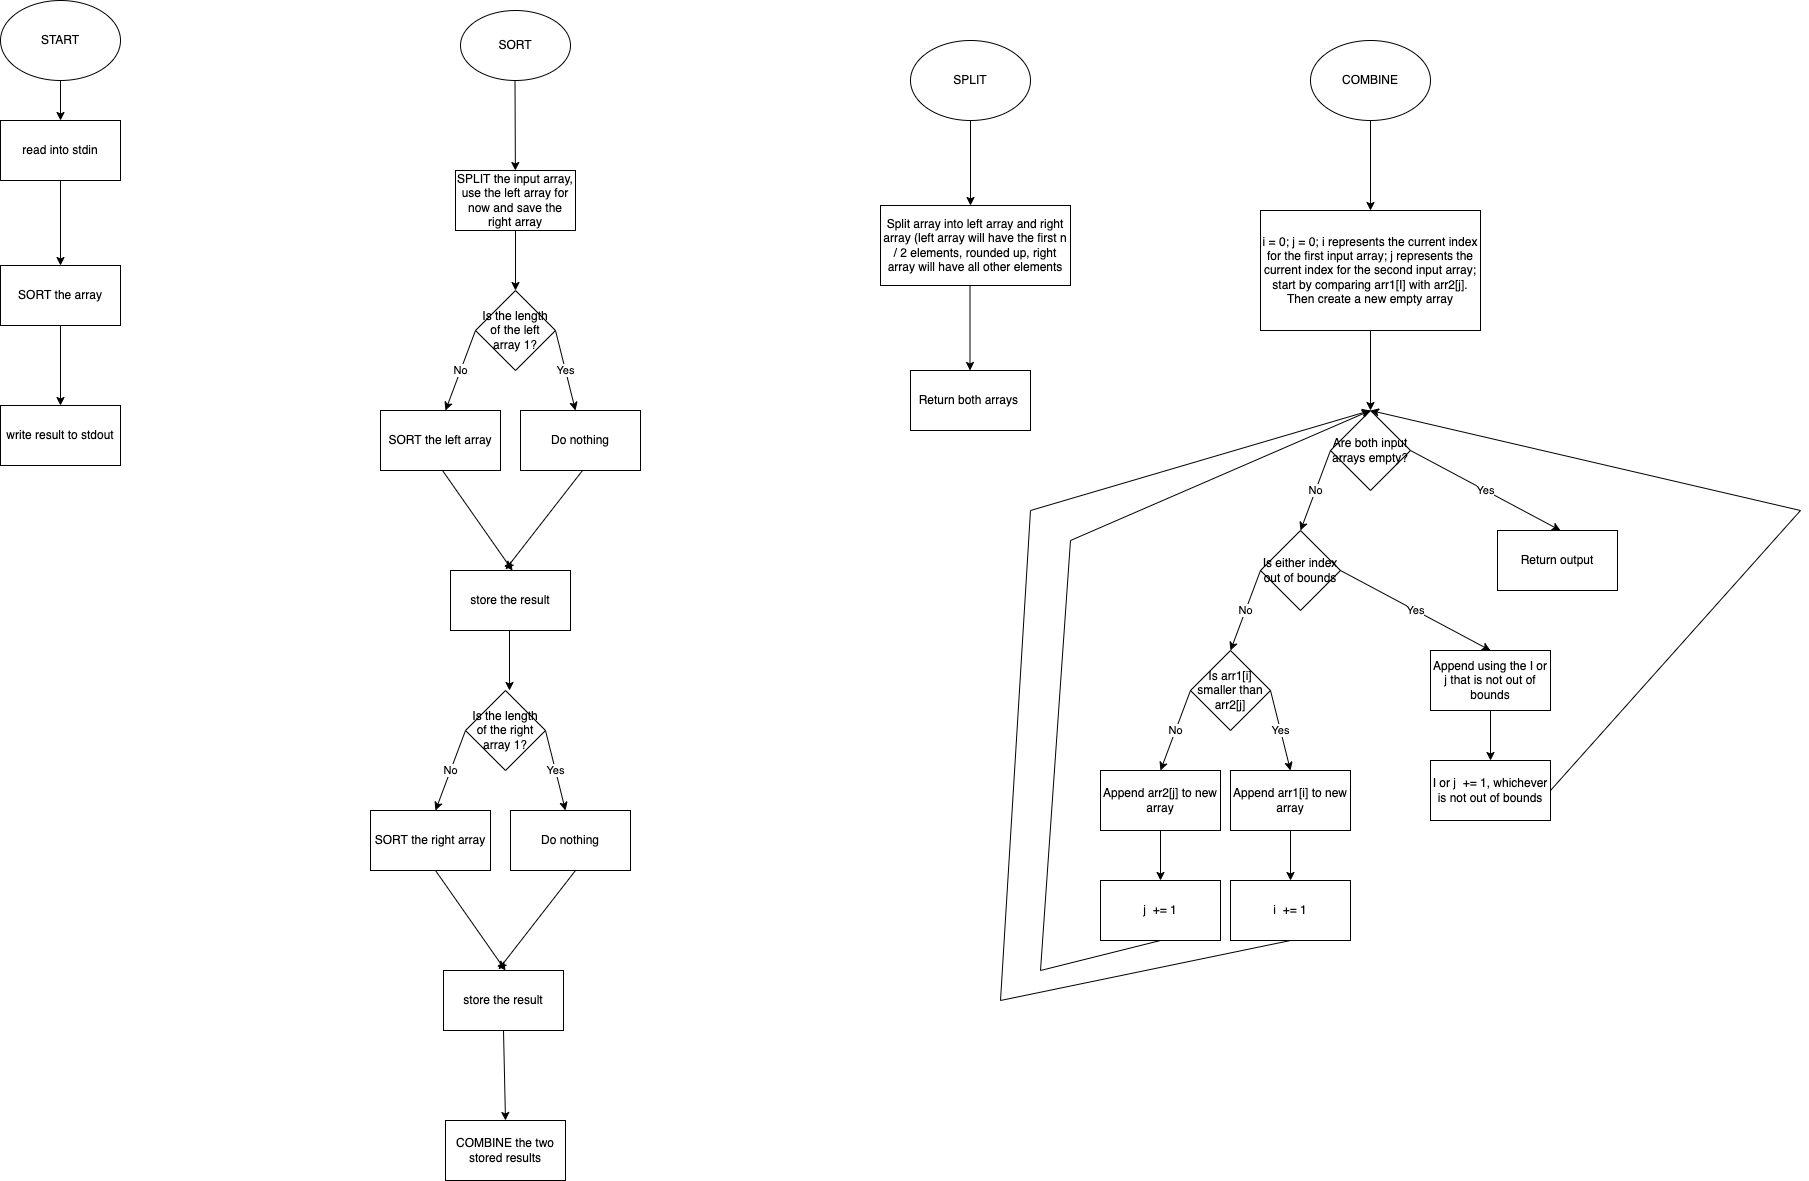 START
read into stdin
SORT the array
write result to stdout
SORT
SPLIT the input array,
use the left array for
now and save the
right array
Is the length
of the left
array 1?
No
Yes
SORT the left array
Do nothing
store the result
Is the length
of the right
array 1?
No
Yes
SORT the right array
Do nothing
store the result
COMBINE the two
stored results
SPLIT
Split array into left array and right
array (left array will have the first n
/ 2 elements, rounded up, right
array will have all other elements
Return both arrays
COMBINE
i = 0; j = 0; i represents the current index
for the first input array; j represents the
current index for the second input array;
start by comparing arr1[I] with arr2[j].
Then create a new empty array
Are both input
arrays empty?
No
Yes
Return output
Is either index
out of bounds
No
Yes
Is arr1[i]
smaller than
arr2[j]
No
Yes
Append using the I or
j that is not out of
bounds
Append arr2[j] to new
array
Append arr1[i] to new
array
I or j  += 1, whichever
is not out of bounds
j  += 1
i  += 1